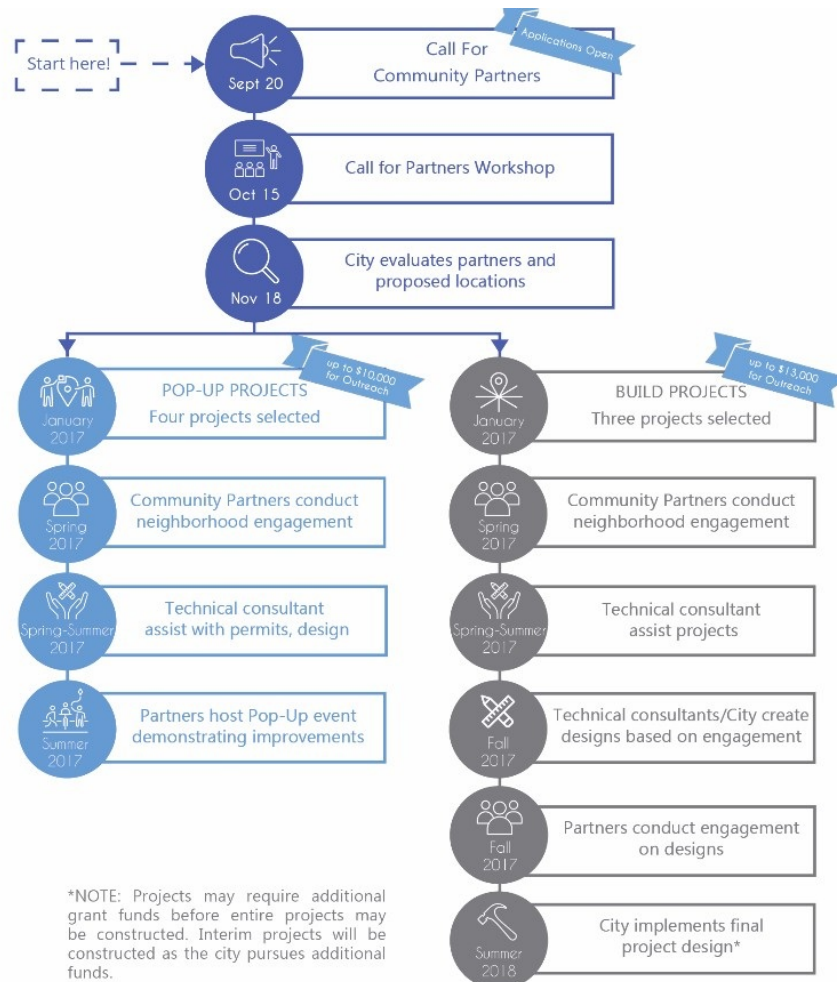 Start here!
Sept 20
Call For
Community Partners
Applications Open
Oct 15
Call for Partners Workshop
Nov 18
City evaluates partners and
proposed locations
January
2017
POP-UP PROJECTS
Four projects selected
up to $10,000
for Outreach
Spring
2017
Community Partners conduct
neighborhood engagement
Spring-Summer
2017
Technical consultant
assist with permits, design
Summer
2017
Partners host Pop-Up event
demonstrating improvements
January
2017
BUILD PROJECTS
Three projects selected
up to $13,000
for Outreach
Spring
2017
Community Partners conduct
neighborhood engagement
Spring-Summer
2017
Technical consultant
assist projects
Fall
2017
Technical consultants/City create
designs based on engagement
Fall
2017
Partners conduct engagement
on designs
Summer
2018
City implements final
project design*
*NOTE: Projects may require additional
grant funds before entire projects may
be constructed. Interim projects will be
constructed as the city pursues additional
funds.